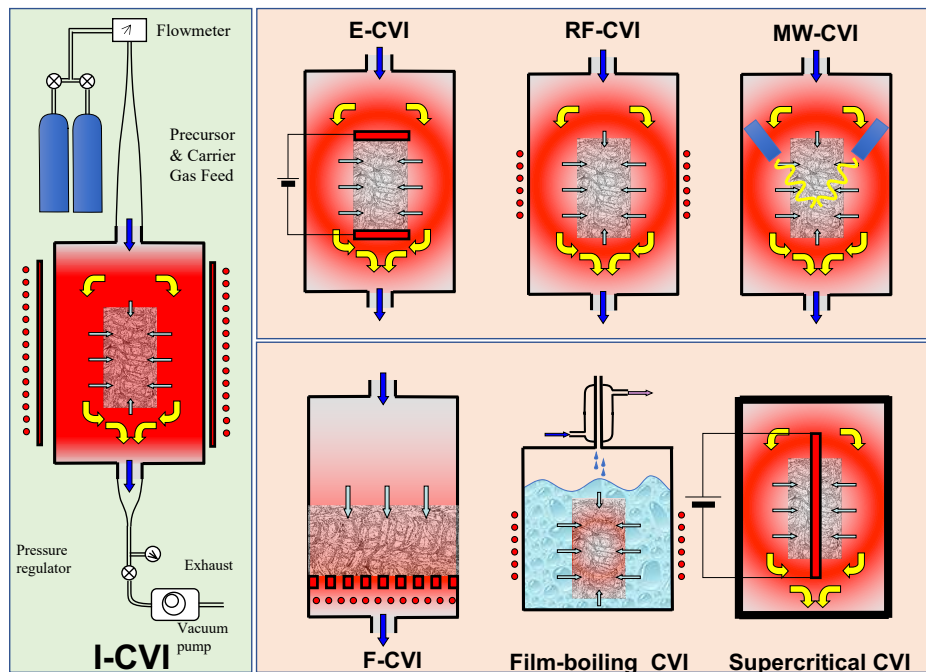 Flowmeter
Precursor
& Carrier
Gas Feed
Pressure
regulator
Exhaust
Vacuum
pump
I-CVI
E-CVI
RF-CVI
MW-CVI
F-CVI
Film-boiling CVI
Supercritical CVI